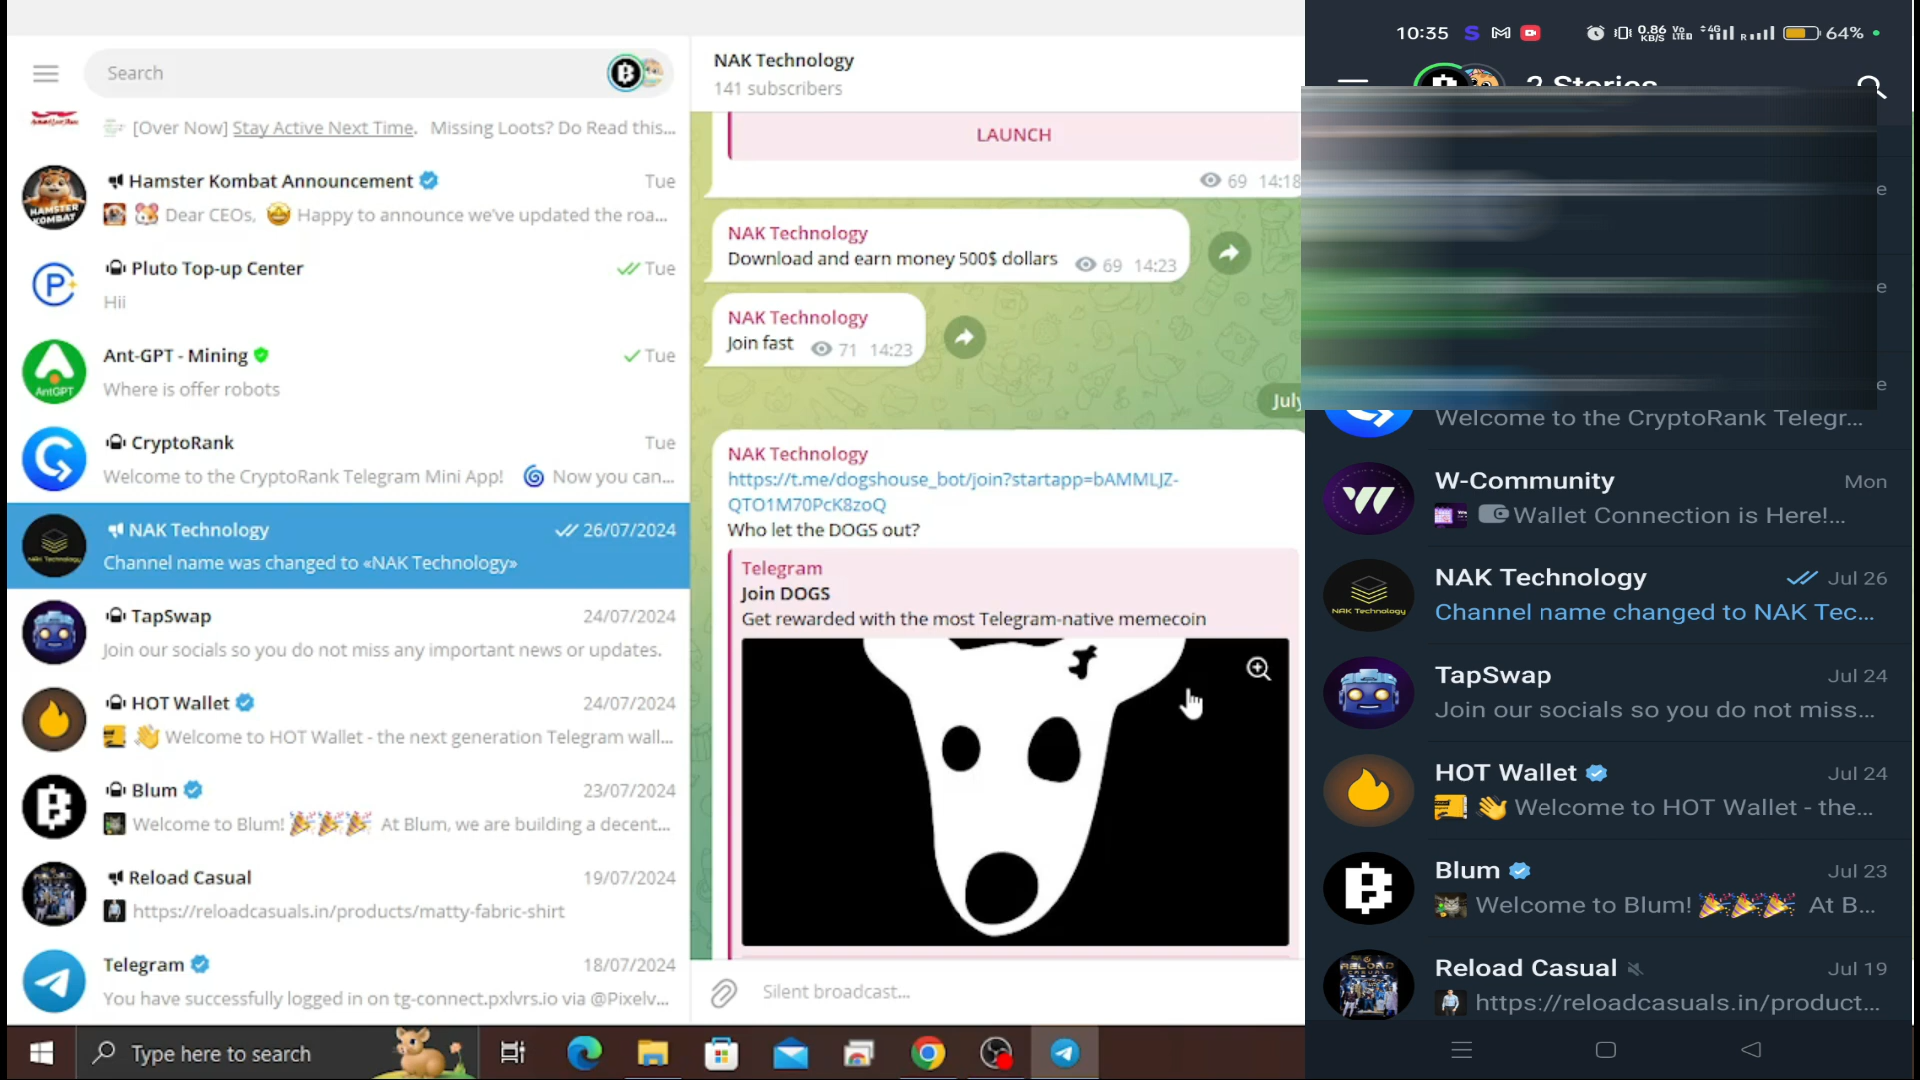 Search
[Over Now] Stay Active Next Time. Missing Loots? Do Read this...
Hamster Kombat Announcement Tue
Dear CEOs, Happy to announce we've updated the roa...
Pluto Top-up Center Tue
Hii
Ant-GPT - Mining Tue
Where is offer robots
AntGPT
CryptoRank Tue
Welcome to the CryptoRank Telegram Mini App! Now you can...
NAK Technology 26/07/2024
Channel name was changed to «NAK Technology»
TapSwap 24/07/2024
Join our socials so you do not miss any important news or updates.
HOT Wallet 24/07/2024
Welcome to HOT Wallet - the next generation Telegram wall...
Blum 23/07/2024
Welcome to Blum! At Blum, we are building a decent...
Reload Casual 19/07/2024
https://reloadcasuals.in/products/matty-fabric-shirt
Telegram 18/07/2024
You have successfully logged in on tg-connect.pxlvrs.io via @Pixelv...
Type here to search
NAK Technology
141 subscribers
LAUNCH
69 14:18
NAK Technology
Download and earn money 500$ dollars 69 14:23
NAK Technology
Join fast 71 14:23
July
NAK Technology
https://t.me/dogshouse_bot/join?startapp=bAMMLJZ-
QTO1M70PcK8zoQ
Who let the DOGS out?
Telegram
Join DOGS
Get rewarded with the most Telegram-native memecoin
Silent broadcast...
10:35 0.86 KB/S Vo LTE 4G R 64%
2 Stories
Welcome to the CryptoRank Telegr...
W-Community Mon
Wallet Connection is Here!...
NAK Technology Jul 26
Channel name changed to NAK Tec...
NAK Technology
TapSwap Jul 24
Join our socials so you do not miss...
HOT Wallet Jul 24
Welcome to HOT Wallet - the...
Blum Jul 23
Welcome to Blum! At B...
Reload Casual Jul 19
https://reloadcasuals.in/product...